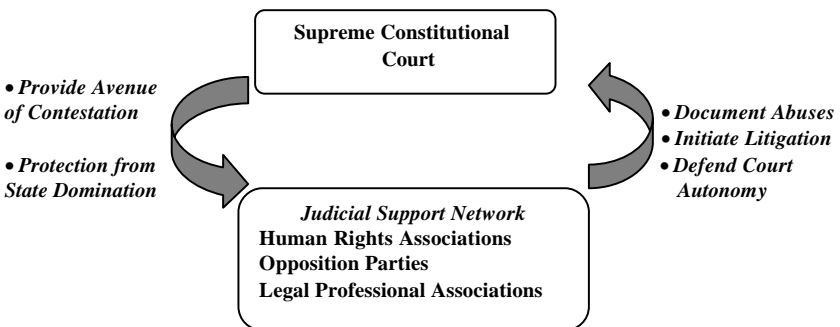 Supreme Constitutional
Court
• Provide Avenue
of Contestation
• Protection from
State Domination
• Document Abuses
• Initiate Litigation
• Defend Court
Autonomy
Judicial Support Network
Human Rights Associations
Opposition Parties
Legal Professional Associations